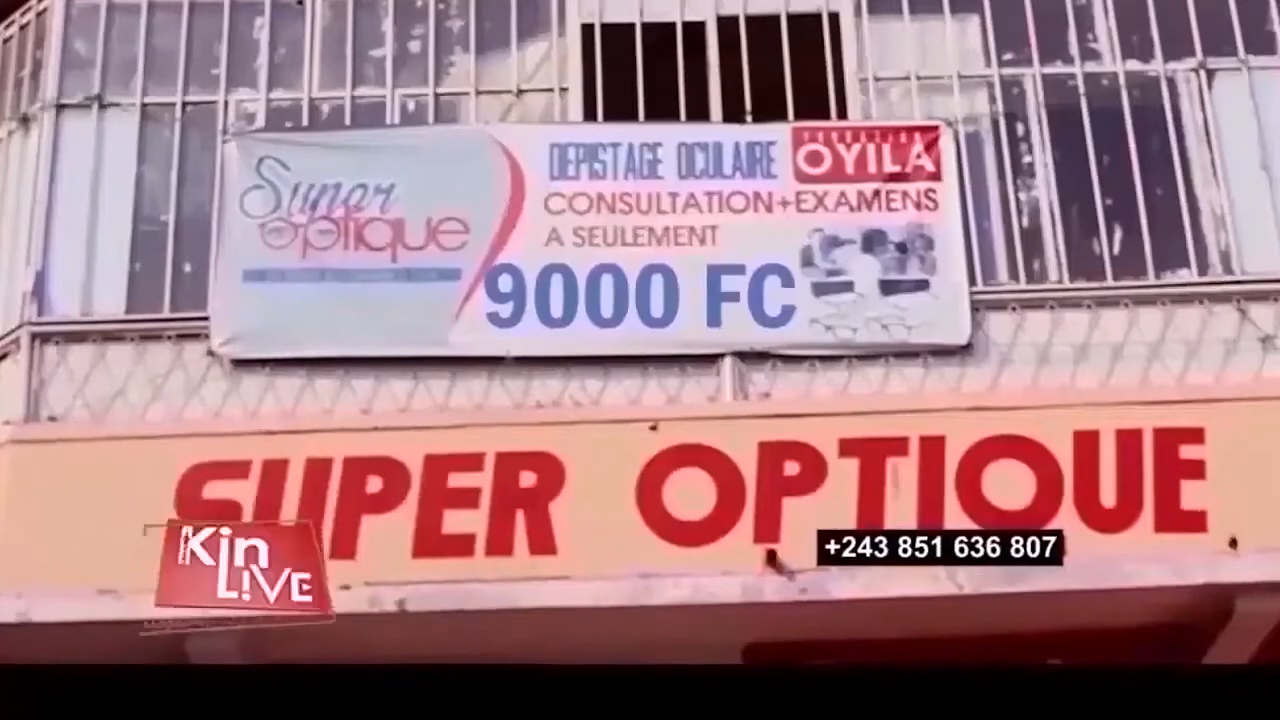 Super
optique
DEPISTAGE OCULAIRE
OYILA
CONSULTATION+EXAMENS
A SEULEMENT
9000 FC
SUPER OPTIQUE
+243 851 636 807
Kin
LIVE